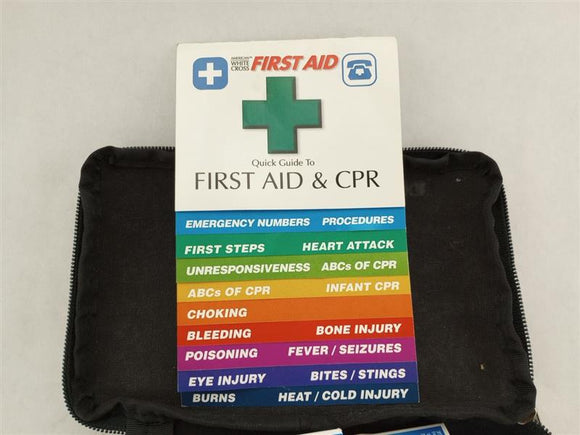 AMERICAN
WHITE
CROSS
FIRST AID
Quick Guide To
FIRST AID & CPR
EMERGENCY NUMBERS PROCEDURES
FIRST STEPS HEART ATTACK
UNRESPONSIVENESS ABCs OF CPR
ABCs OF CPR INFANT CPR
CHOKING
BLEEDING BONE INJURY
POISONING FEVER / SEIZURES
EYE INJURY BITES / STINGS
BURNS HEAT / COLD INJURY